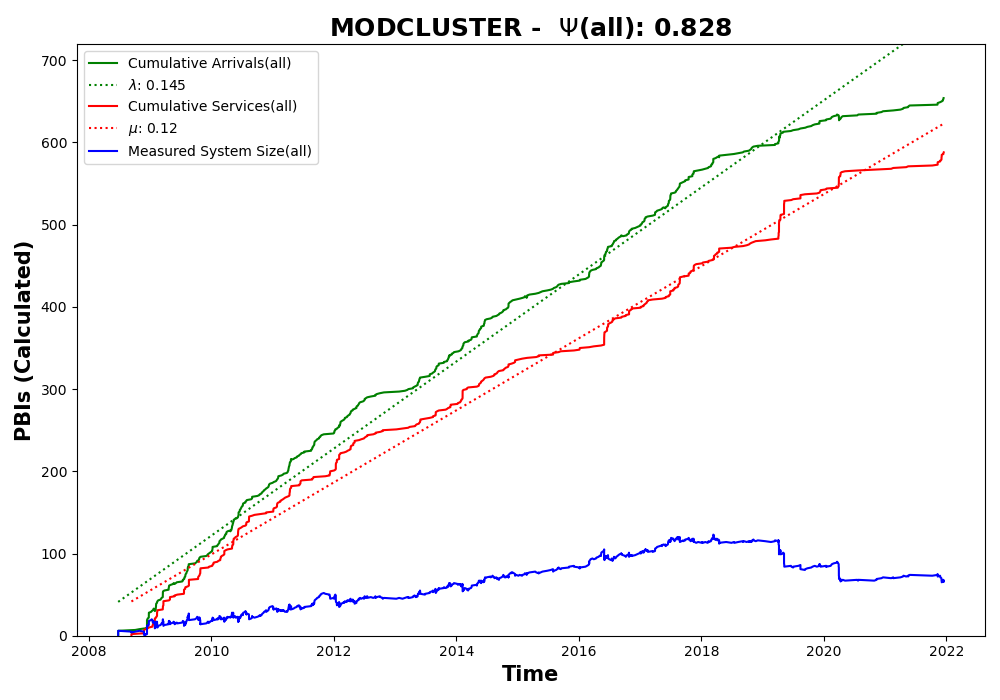 MODCLUSTER - Ψ(all): 0.828
Cumulative Arrivals(all)
λ: 0.145
Cumulative Services(all)
μ: 0.12
Measured System Size(all)
PBIs (Calculated)
700
600
500
400
300
200
100
0
2008 2010 2012 2014 2016 2018 2020 2022
Time